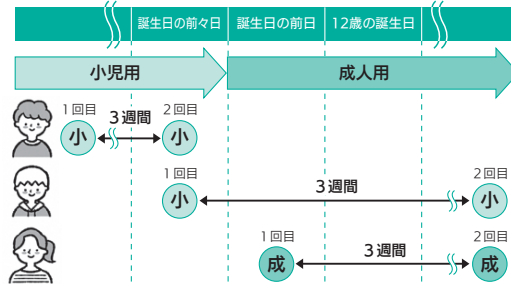 誕生日の前々日 誕生日の前日 12歳の誕生日
小児用 成人用
1回目 3週間 2回目
小 小
1回目 3週間 2回目
小 小
1回目 3週間 2回目
成 成